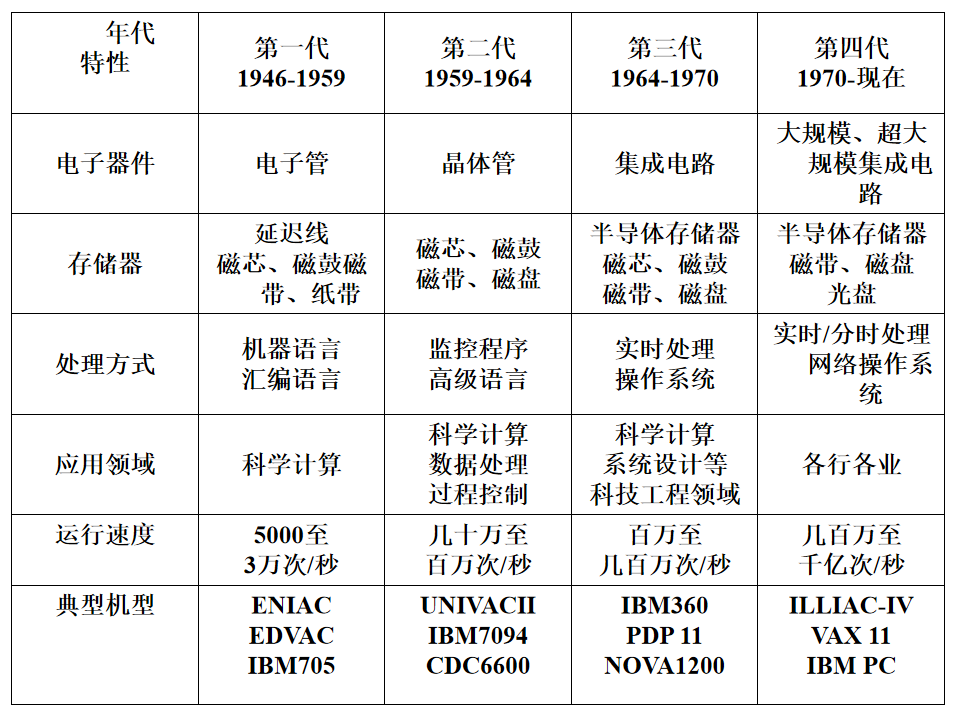 年代
特性
第一代
1946-1959
第二代
1959-1964
第三代
1964-1970
第四代
1970-现在
电子器件
电子管
晶体管
集成电路
大规模、超大
规模集成电
路
存储器
延迟线
磁芯、磁鼓磁
带、纸带
磁芯、磁鼓
磁带、磁盘
半导体存储器
磁芯、磁鼓
磁带、磁盘
半导体存储器
磁带、磁盘
光盘
处理方式
机器语言
汇编语言
监控程序
高级语言
实时处理
操作系统
实时/分时处理
网络操作系
统
应用领域
科学计算
科学计算
数据处理
过程控制
科学计算
系统设计等
科技工程领域
各行各业
运行速度
5000至
3万次/秒
几十万至
百万次/秒
百万至
几百万次/秒
几百万至
千亿次/秒
典型机型
ENIAC
EDVAC
IBM705
UNIVACII
IBM7094
CDC6600
IBM360
PDP 11
NOVA1200
ILLIAC-IV
VAX 11
IBM PC